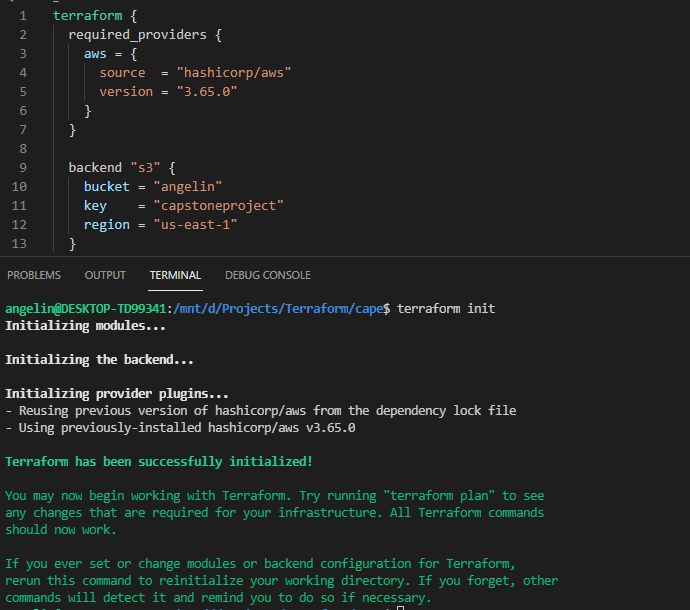 1 terraform {
2 required_providers {
3 aws = {
4 source = "hashicorp/aws"
5 version = "3.65.0"
6 }
7 }
8
9 backend "s3" {
10 bucket = "angelin"
11 key = "capstoneproject"
12 region = "us-east-1"
13 }
PROBLEMS OUTPUT TERMINAL DEBUG CONSOLE
angelin@DESKTOP-TD99341:/mnt/d/Projects/Terraform/cape$ terraform init
Initializing modules...
Initializing the backend...
Initializing provider plugins...
- Reusing previous version of hashicorp/aws from the dependency lock file
- Using previously-installed hashicorp/aws v3.65.0
Terraform has been successfully initialized!
You may now begin working with Terraform. Try running "terraform plan" to see
any changes that are required for your infrastructure. All Terraform commands
should now work.
If you ever set or change modules or backend configuration for Terraform,
rerun this command to reinitialize your working directory. If you forget, other
commands will detect it and remind you to do so if necessary.